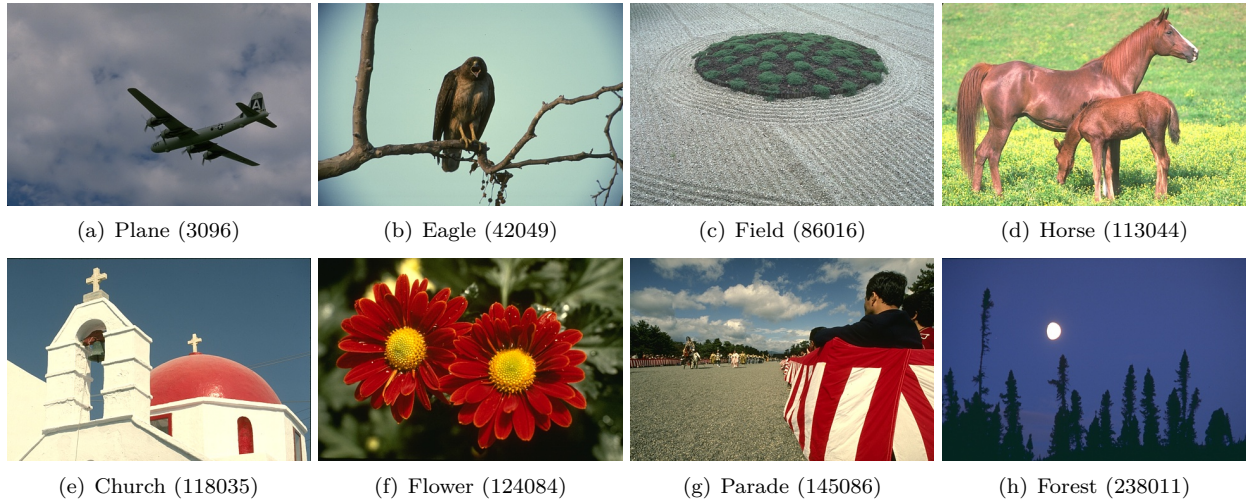 A
(a) Plane (3096)
(b) Eagle (42049)
(c) Field (86016)
(d) Horse (113044)
(e) Church (118035)
(f) Flower (124084)
(g) Parade (145086)
(h) Forest (238011)